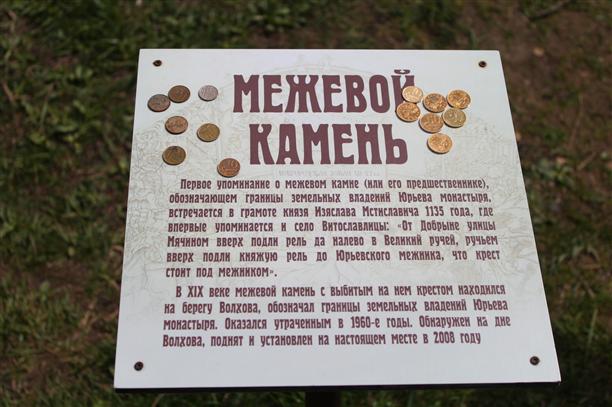 МЕЖЕВОЙ
КАМЕНЬ
Первое упоминание о межевом камне (или его предшественнике),
обозначающем границы земельных владений Юрьева монастыря,
встречается в грамоте князя Изяслава Мстиславича 1135 года, где
впервые упоминается и село Витославлицы: «От Добрыне улицы
Мячином вверх подли рель да налево в Великий ручей, ручьем
вверх подли княжую рель до Юрьевского межника, что крест
стоит под межником».
В XIX веке межевой камень с выбитым на нем крестом находился
на берегу Волхова, обозначал границы земельных владений Юрьева
монастыря. Оказался утраченным в 1960-е годы. Обнаружен на дне
Волхова, поднят и установлен на настоящем месте в 2008 году